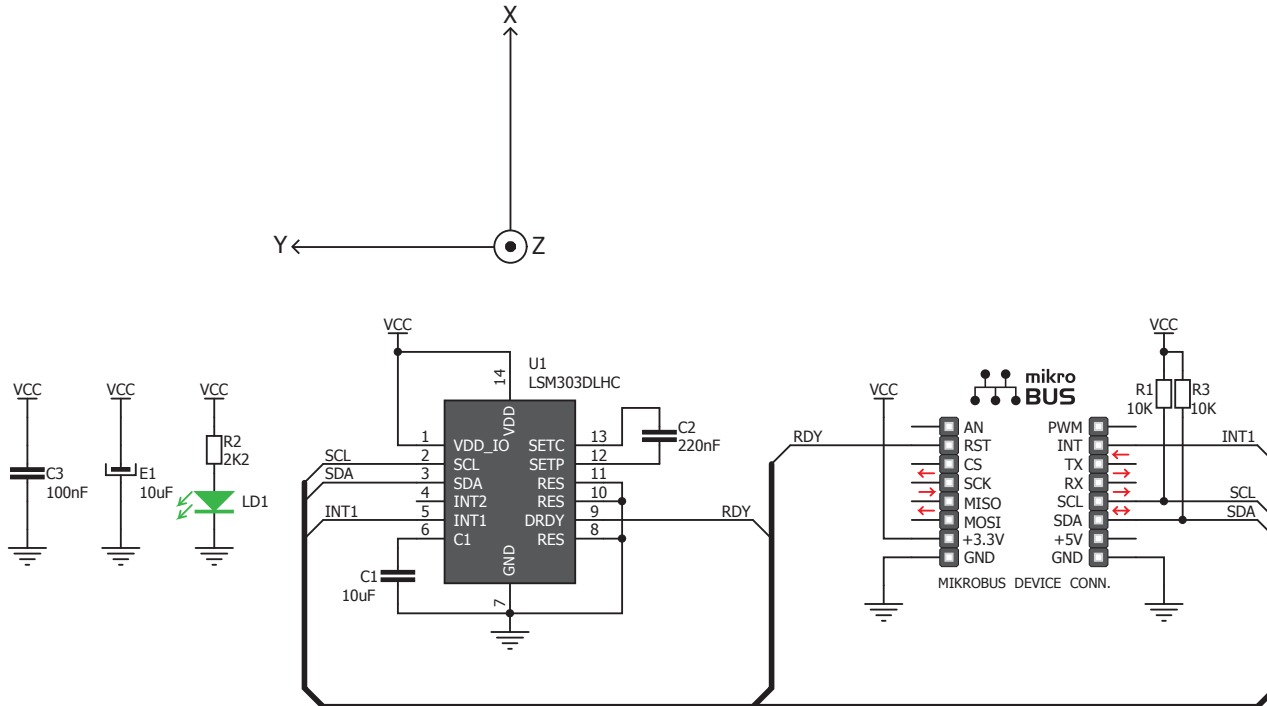 X
Y
Z
VCC
C3
100nF
VCC
E1
10uF
VCC
R2
2K2
LD1
VCC
U1
LSM303DLHC
14
VDD
1 VDD_IO SETC 13
SCL 2 SCL SETP 12
SDA 3 SDA RES 11
4 INT2 RES 10
INT1 5 INT1 DRDY 9 RDY
6 C1 RES 8
GND
7
C2
220nF
C1
10uF
VCC
mikro
BUS
VCC
R1 R3
10K 10K
AN PWM
RDY RST INT INT1
CS TX
SCK RX
MISO SCL SCL
MOSI SDA SDA
+3.3V +5V
GND GND
MIKROBUS DEVICE CONN.